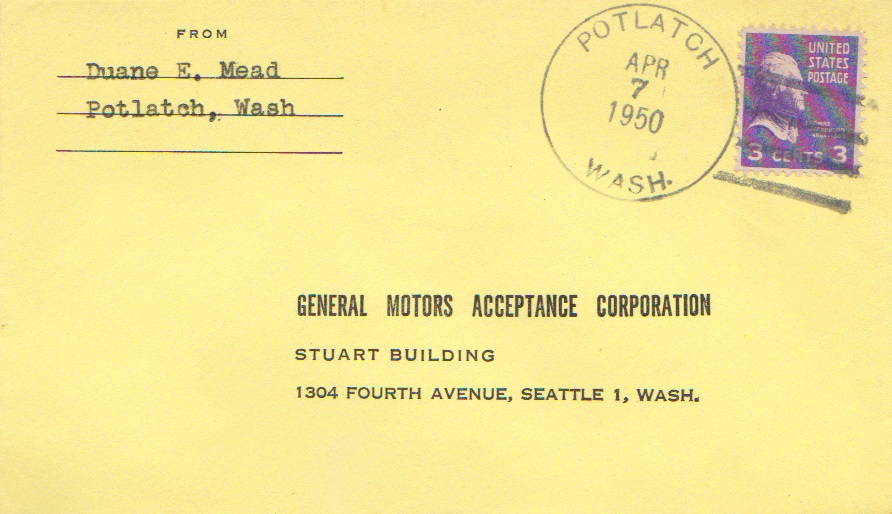 FROM
Duane E. Mead
Potlatch, Wash
POTLATCH
APR
7
1950
WASH.
UNITED
STATES
POSTAGE
3 CENTS 3
GENERAL MOTORS ACCEPTANCE CORPORATION
STUART BUILDING
1304 FOURTH AVENUE, SEATTLE 1, WASH.